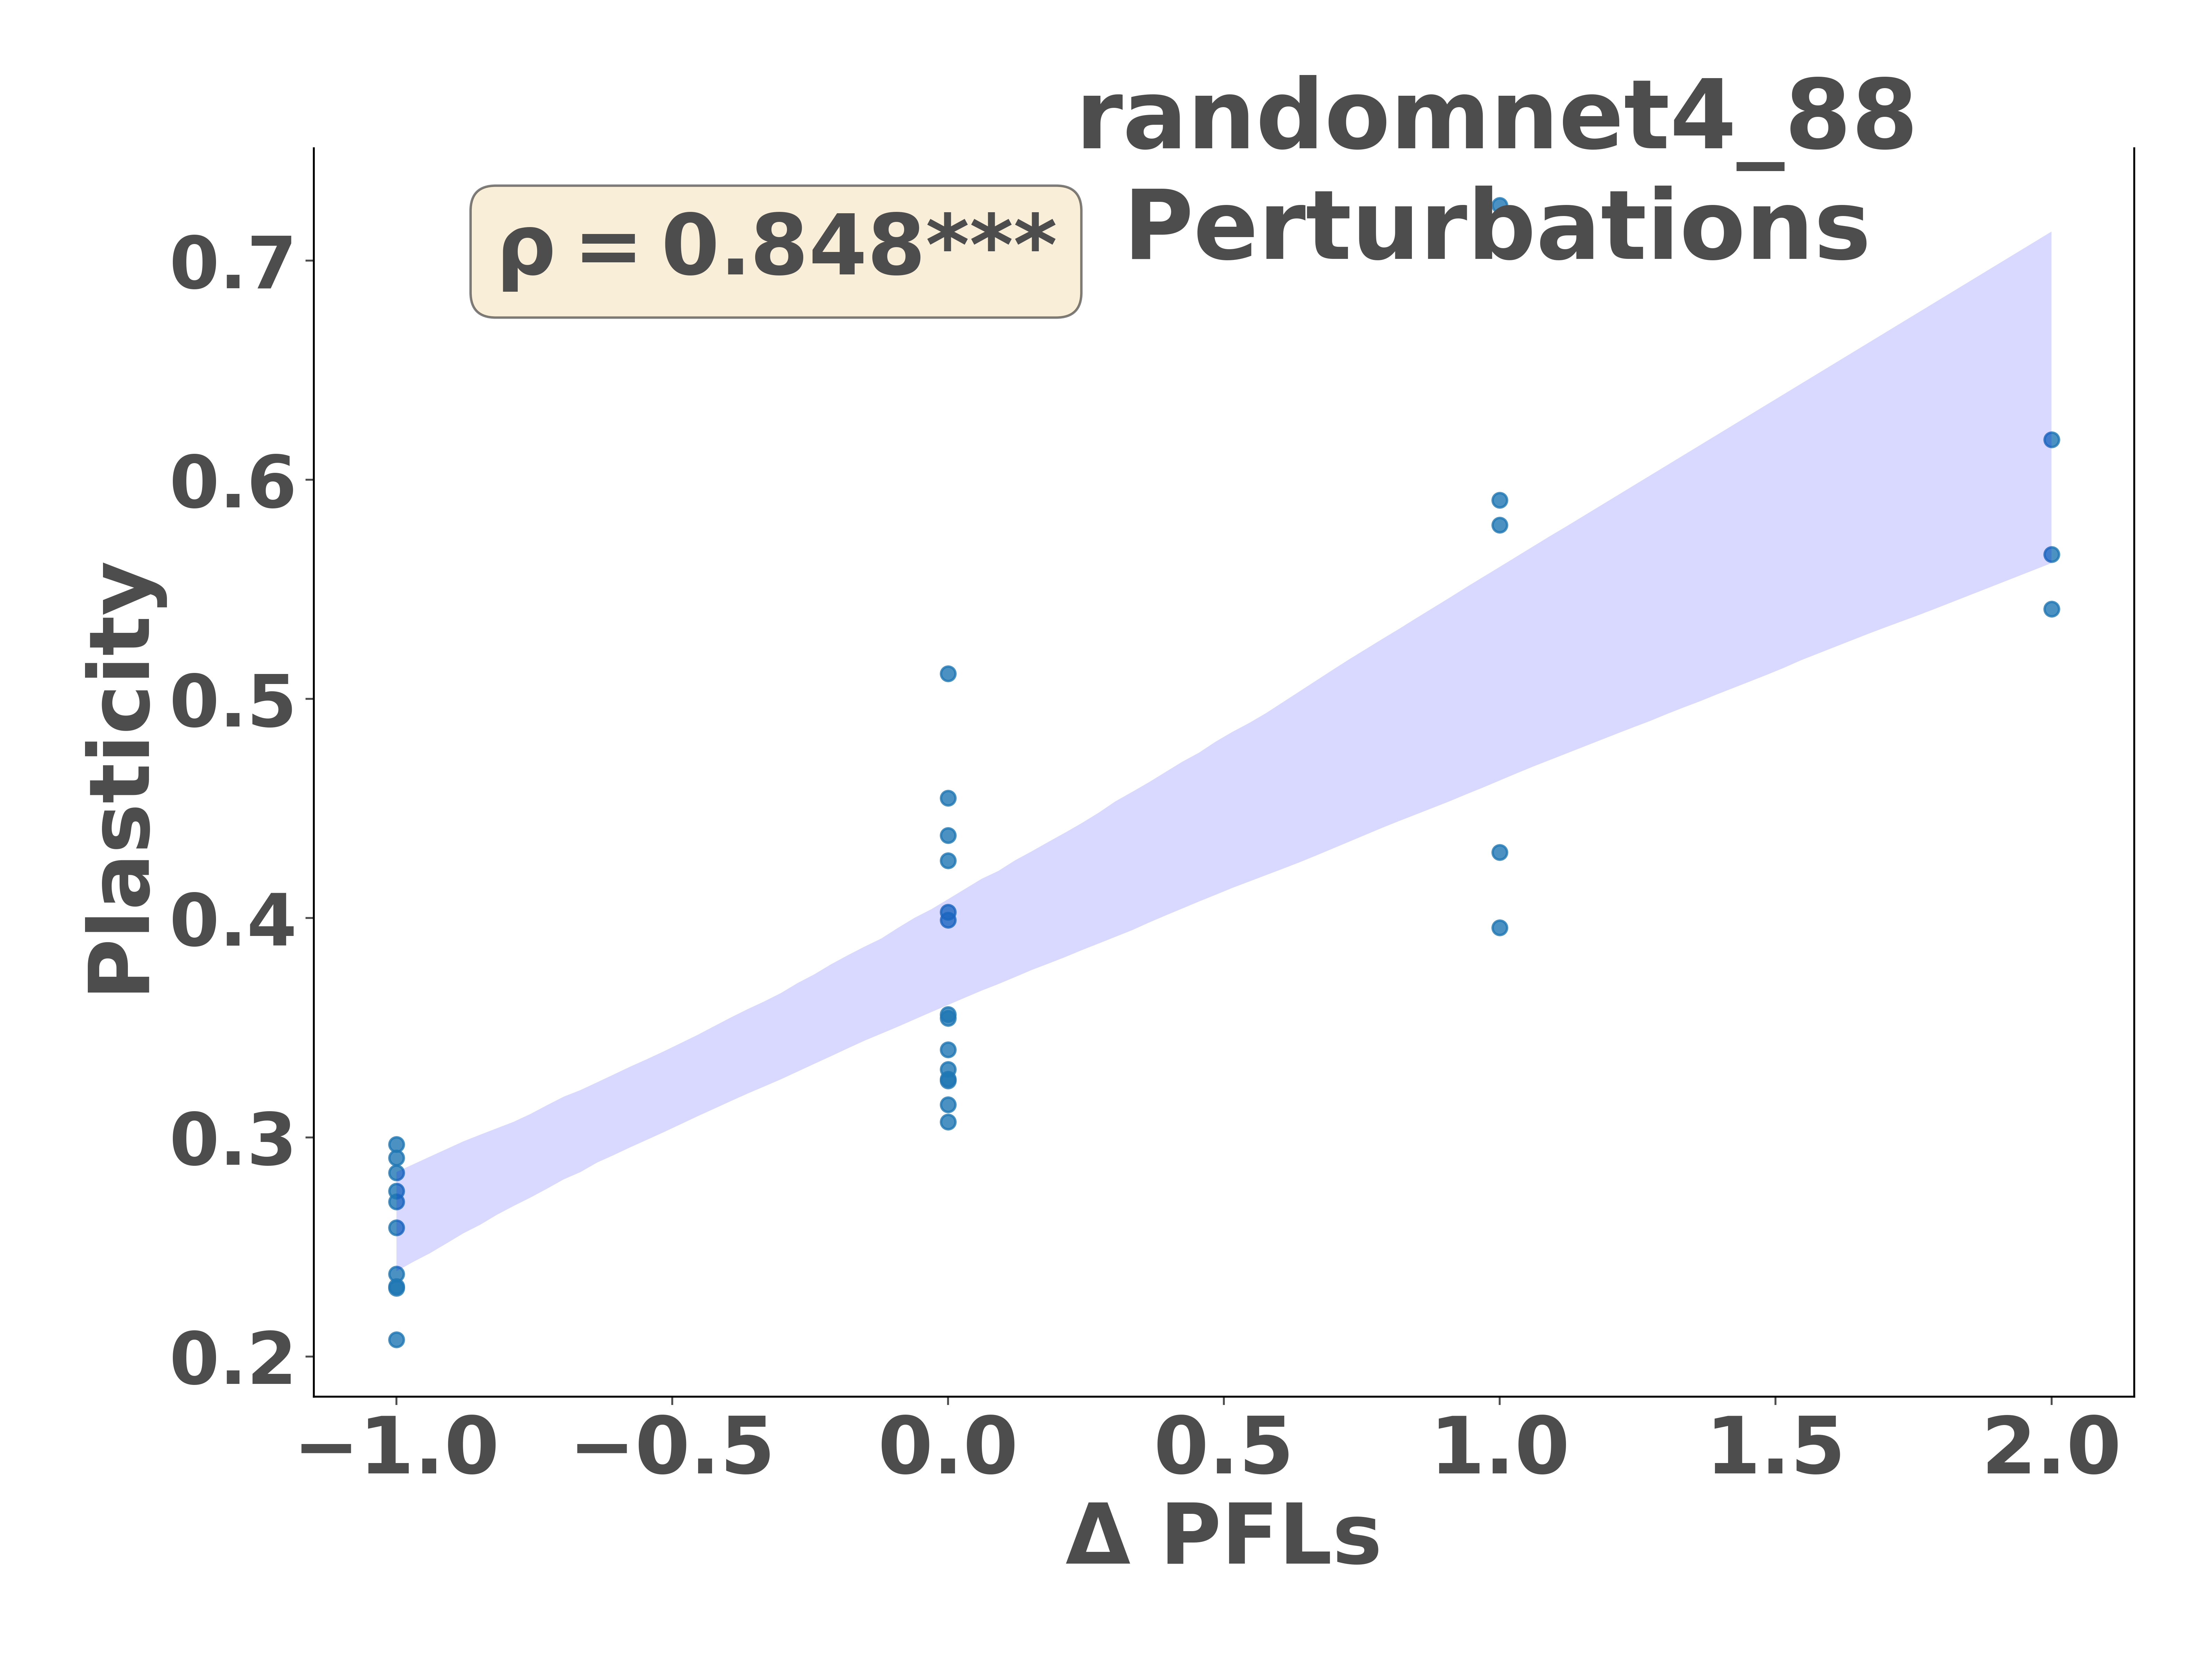 randomnet4_88
Perturbations
ρ = 0.848***
Plasticity
0.7
0.6
0.5
0.4
0.3
0.2
−1.0 −0.5 0.0 0.5 1.0 1.5 2.0
Δ PFLs